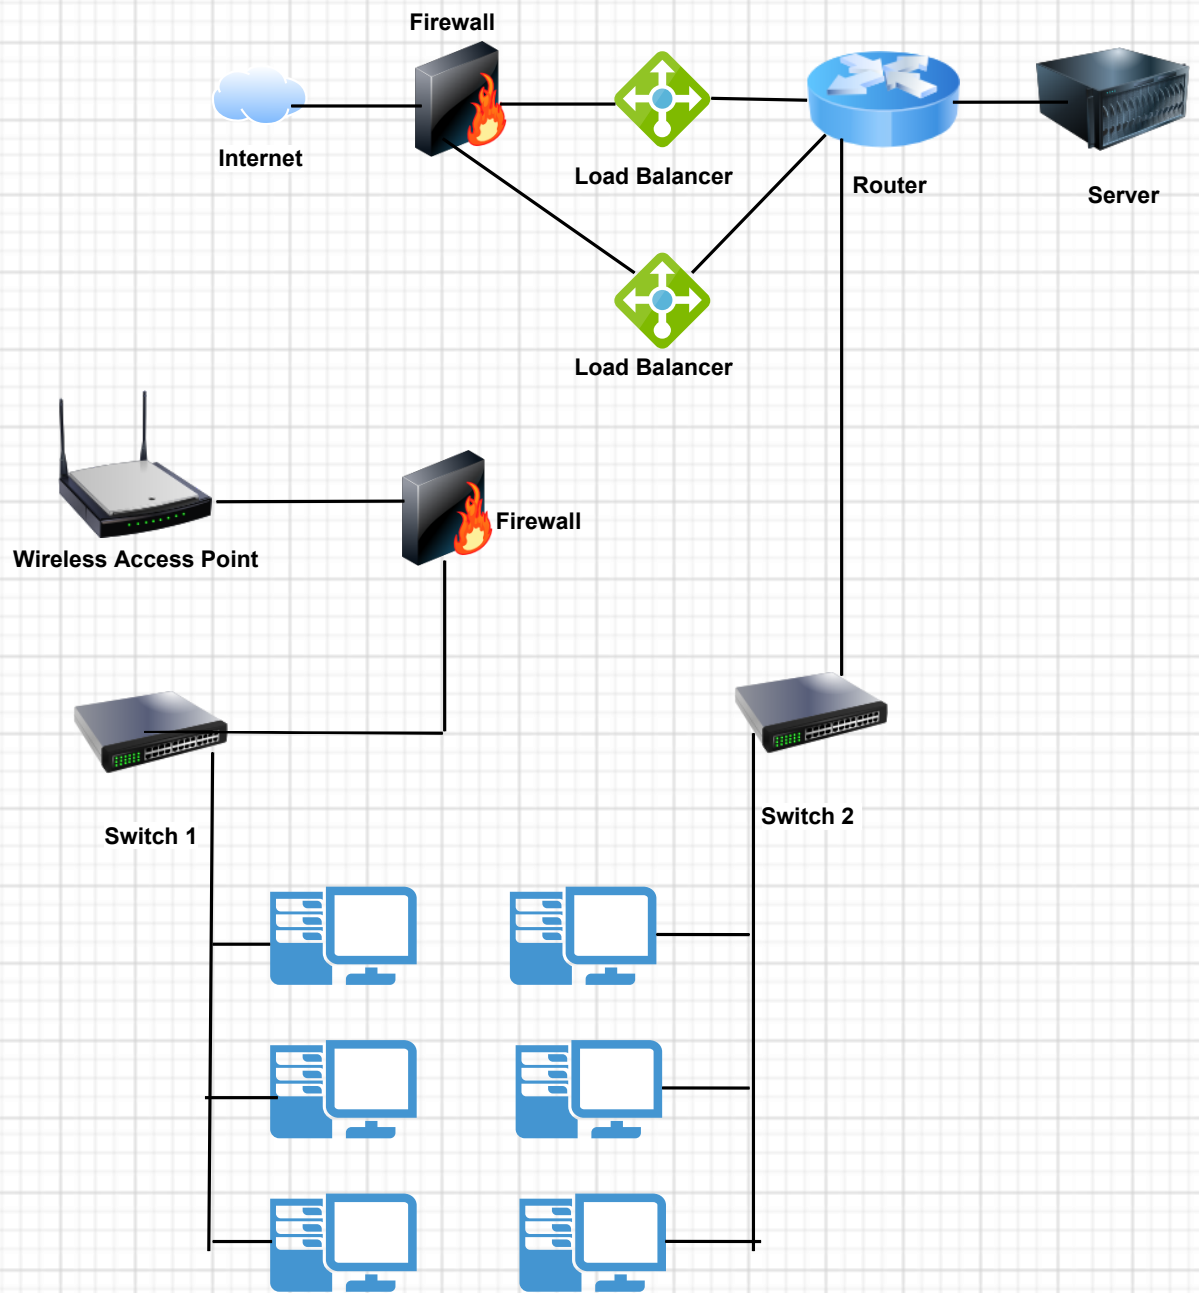 Firewall
Internet
Load Balancer
Router
Server
Load Balancer
Firewall
Wireless Access Point
Switch 2
Switch 1